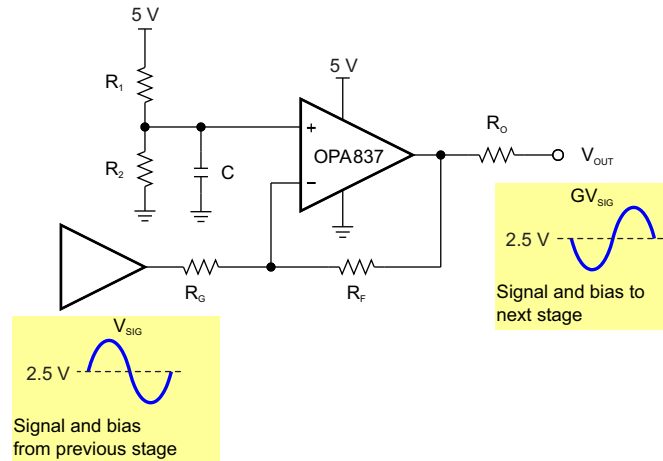 5 V
R1
5 V
+
OPA837
−
R2
C
RO
VOUT
RG
RF
GVSIG
2.5 V
Signal and bias to
next stage
VSIG
2.5 V
Signal and bias
from previous stage